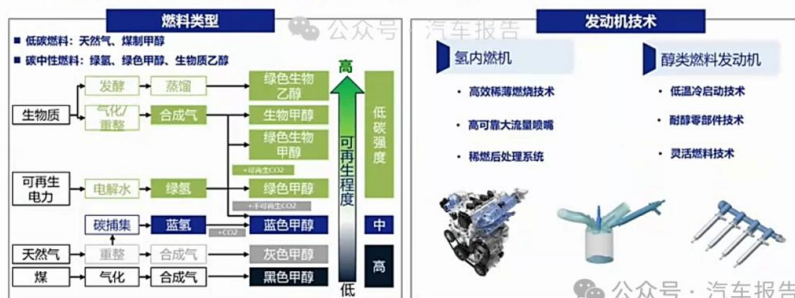 燃料类型
低碳燃料：天然气、煤制甲醇
碳中性燃料：绿氢、绿色甲醇、生物质乙醇
生物质
发酵
蒸馏
绿色生物乙醇
气化/重整
合成气
生物甲醇
绿色生物甲醇
+可再生CO2
可再生电力
电解水
绿氢
绿色甲醇
+不可再生CO2
碳捕集
蓝氢
+CO2
蓝色甲醇
天然气
重整
合成气
灰色甲醇
煤
气化
合成气
黑色甲醇
高
可再生程度
低
低碳强度
中
高
公众号·汽车报告
发动机技术
氢内燃机
高效稀薄燃烧技术
高可靠大流量喷嘴
稀燃后处理系统
醇类燃料发动机
低温冷启动技术
耐醇零部件技术
灵活燃料技术
公众号·汽车报告